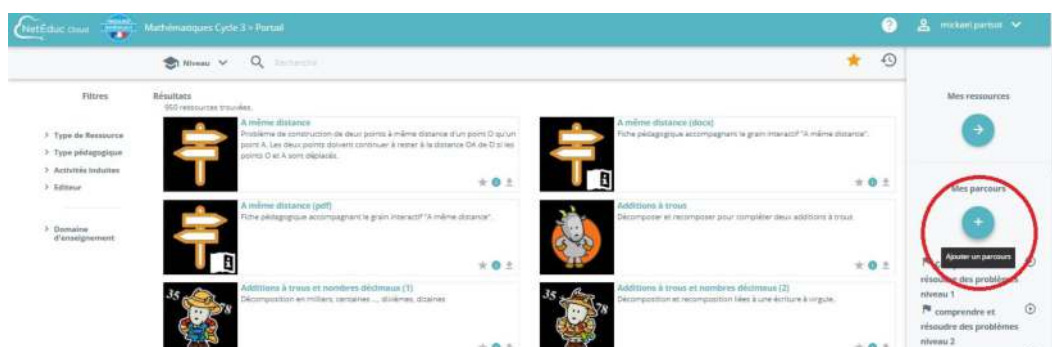 NetEduc Cloud
Mathématiques Cycle 3 > Portail
?
mickael partsot
Niveau
Recherche
Filtres
> Type de Ressource
> Type pédagogique
> Activités induites
> Editeur
> Domaine
d'enseignement
Résultats
950 ressources trouvées.
A même distance
Problème de construction de deux points à même distance d'un point O qu'un
point A. Les deux points doivent continuer à rester à la distance OA de O si les
points O et A sont déplacés.
A même distance (docx)
Fiche pédagogique accompagnant le grain interactif "A même distance".
A même distance (pdf)
Fiche pédagogique accompagnant le grain interactif "A même distance".
Additions à trous
Décomposer et recomposer pour compléter deux additions à trous
Additions à trous et nombres décimaux (1)
Décomposition en milliers, centaines ..., dixièmes, dizaines
35
78
Additions à trous et nombres décimaux (2)
Décomposition et recomposition liées à une écriture à virgule.
35
78
Mes ressources
Mes parcours
Ajouter un parcours
résoudre des problèmes
niveau 1
comprendre et
résoudre des problèmes
niveau 2